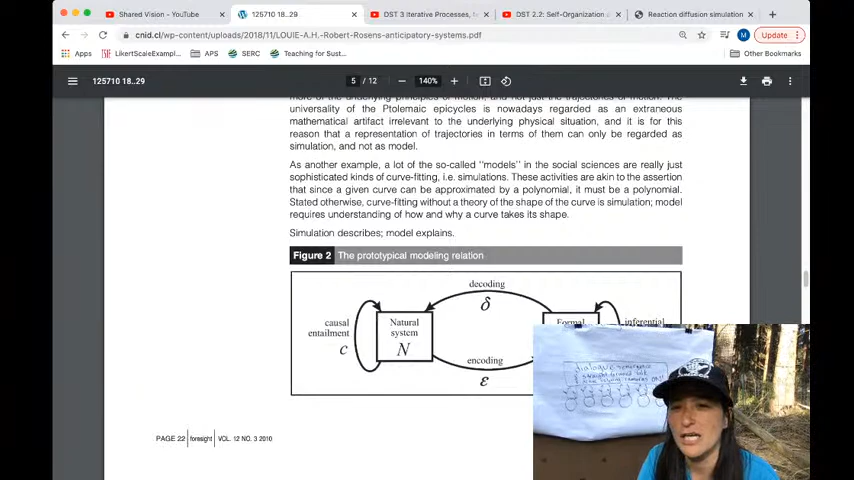 Shared Vision - YouTube
125710 18..29
DST 3 Iterative Processes, f
DST 2.2: Self-Organization
Reaction diffusion simulation
cnid.cl/wp-content/uploads/2018/11/LOUIE-A.H.-Robert-Rosens-anticipatory-systems.pdf
M
Update
Apps
LikertScaleExampl...
APS
SERC
Teaching for Sust...
Other Bookmarks
125710 18..29
5 / 12
140%
universality of the Ptolemaic epicycles is nowadays regarded as an extraneous
mathematical artifact irrelevant to the underlying physical situation, and it is for this
reason that a representation of trajectories in terms of them can only be regarded as
simulation, and not as model.
As another example, a lot of the so-called ''models'' in the social sciences are really just
sophisticated kinds of curve-fitting, i.e. simulations. These activities are akin to the assertion
that since a given curve can be approximated by a polynomial, it must be a polynomial.
Stated otherwise, curve-fitting without a theory of the shape of the curve is simulation; model
requires understanding of how and why a curve takes its shape.
Simulation describes; model explains.
Figure 2 The prototypical modeling relation
decoding
δ
causal
entailment
c
Natural
system
N
Formal
inferential
encoding
ε
dialogue
PAGE 22 foresight VOL. 12 NO. 3 2010